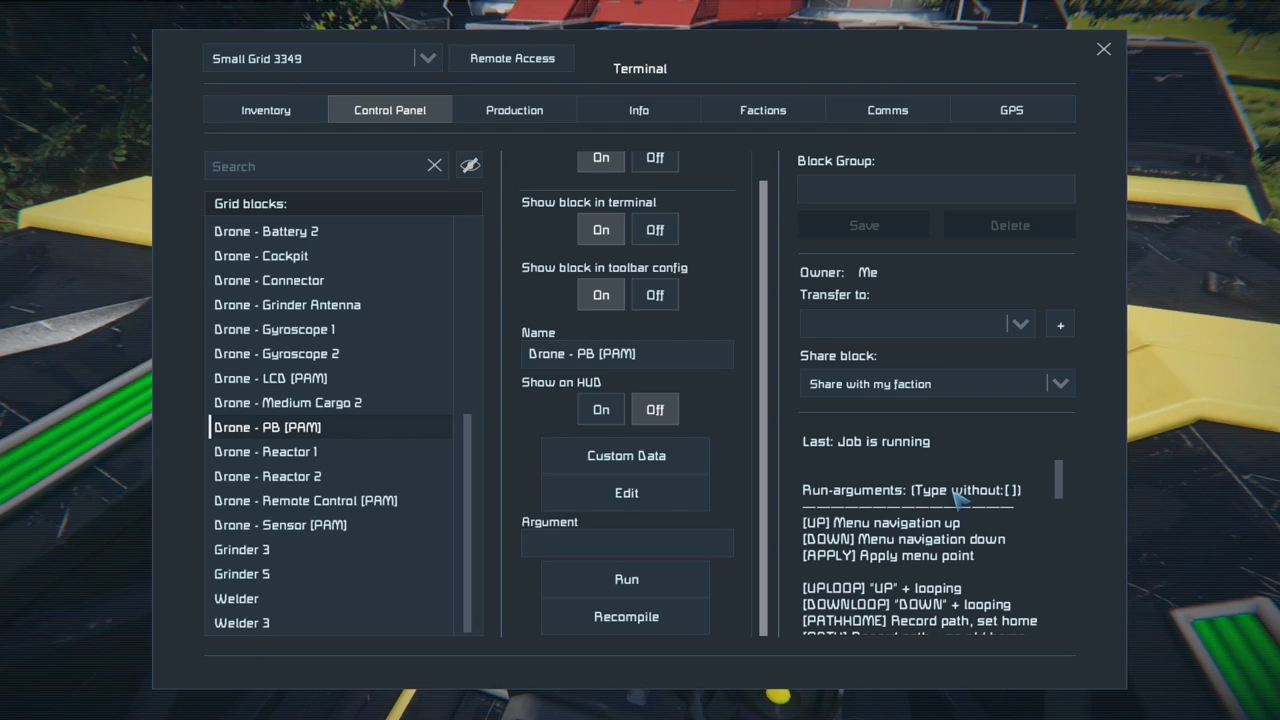 Small Grid 3349
Remote Access
Terminal
Inventory
Control Panel
Production
Info
Factions
Comms
GPS
Search
Grid blocks:
Drone - Battery 2
Drone - Cockpit
Drone - Connector
Drone - Grinder Antenna
Drone - Gyroscope 1
Drone - Gyroscope 2
Drone - LCD [PAM]
Drone - Medium Cargo 2
Drone - PB [PAM]
Drone - Reactor 1
Drone - Reactor 2
Drone - Remote Control [PAM]
Drone - Sensor [PAM]
Grinder 3
Grinder 5
Welder
Welder 3
On Off
Show block in terminal
On Off
Show block in toolbar config
On Off
Name
Drone - PB [PAM]
Show on HUD
On Off
Custom Data
Edit
Argument
Run
Recompile
Block Group:
Save Delete
Owner: Me
Transfer to:
+
Share block:
Share with my faction
Last: Job is running
Run-arguments: (Type without:[ ])
[UP] Menu navigation up
[DOWN] Menu navigation down
[APPLY] Apply menu point
[UPLOOP] "UP" + looping
[DOWNLOOP] "DOWN" + looping
[PATHHOME] Record path, set home